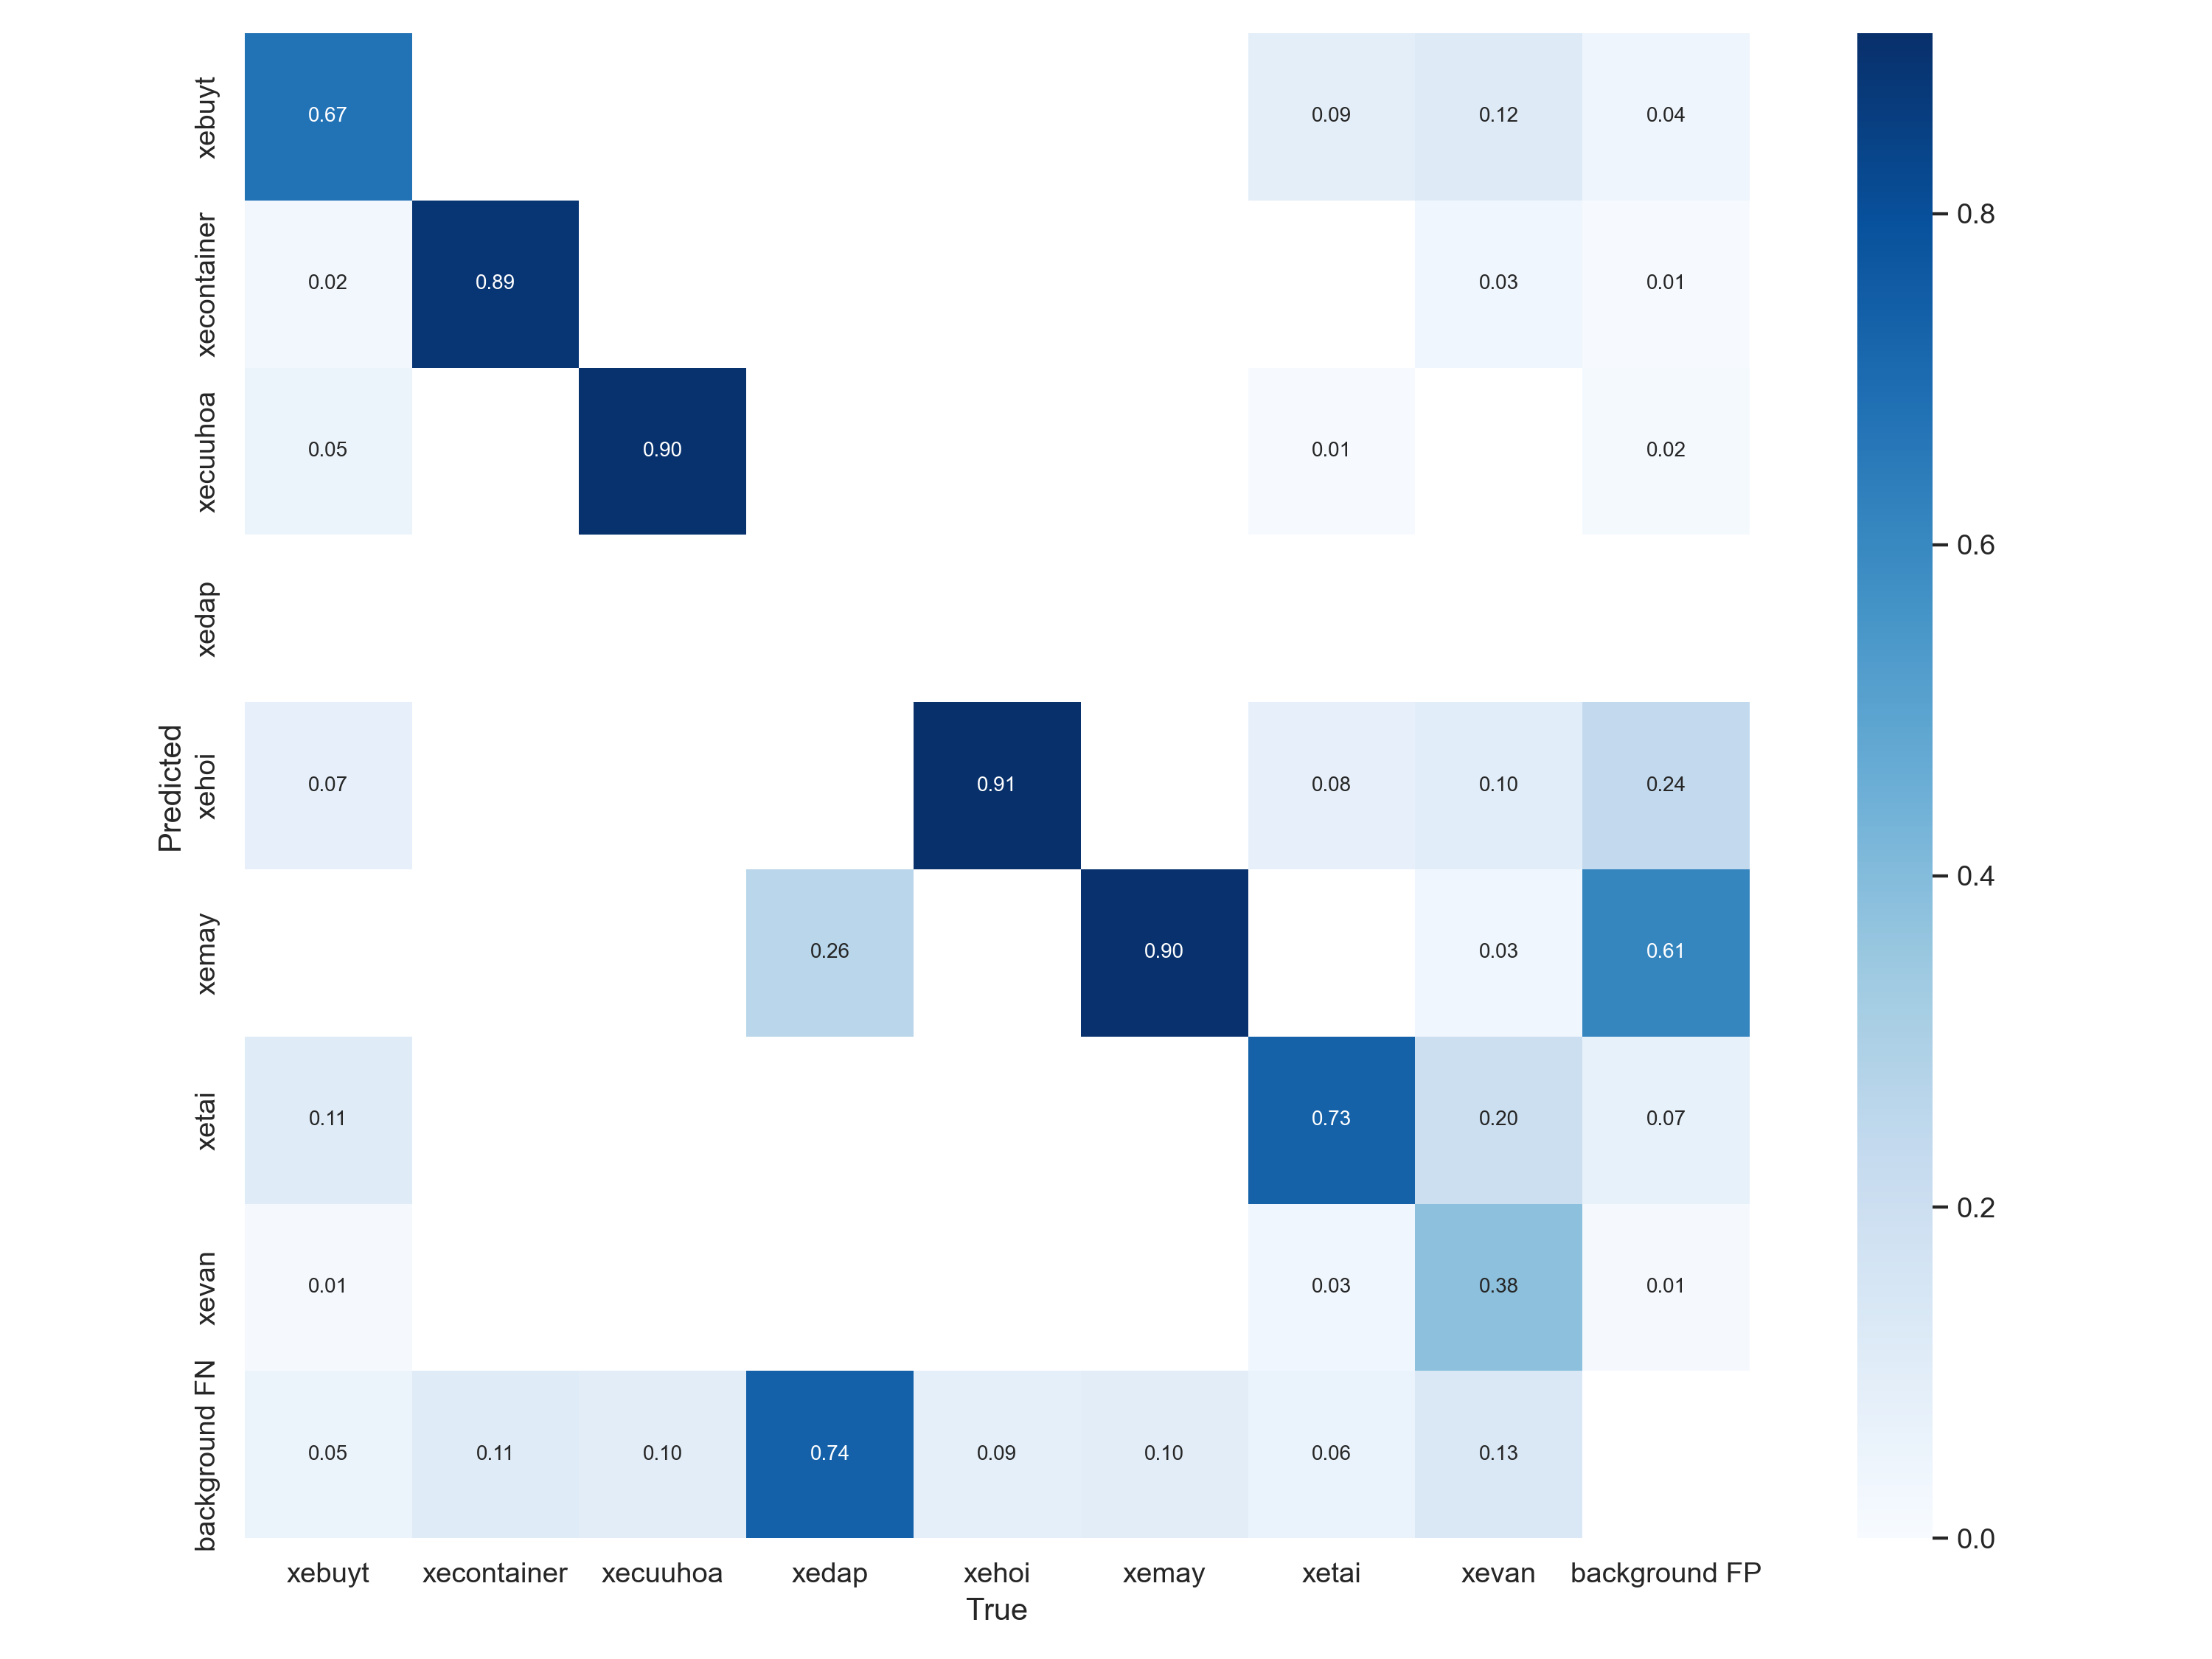 xebuyt 0.67 0.09 0.12 0.04
xecontainer 0.02 0.89 0.03 0.01
xecuuhoa 0.05 0.90 0.01 0.02
xedap
xehoi 0.07 0.91 0.08 0.10 0.24
xemay 0.26 0.90 0.03 0.61
xetai 0.11 0.73 0.20 0.07
xevan 0.01 0.03 0.38 0.01
background FN 0.05 0.11 0.10 0.74 0.09 0.10 0.06 0.13
xebuyt xecontainer xecuuhoa xedap xehoi xemay xetai xevan background FP
True
Predicted
0.8
0.6
0.4
0.2
0.0